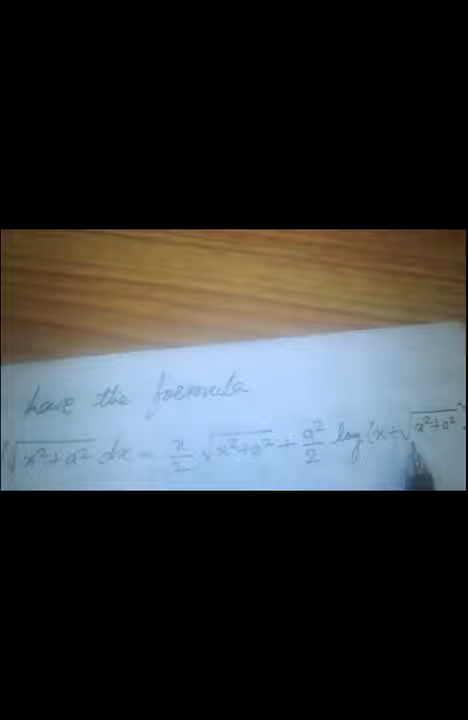 have the formula
√x²+a² dx = x/2 √x²+a² + a²/2 log(x+√x²+a²)